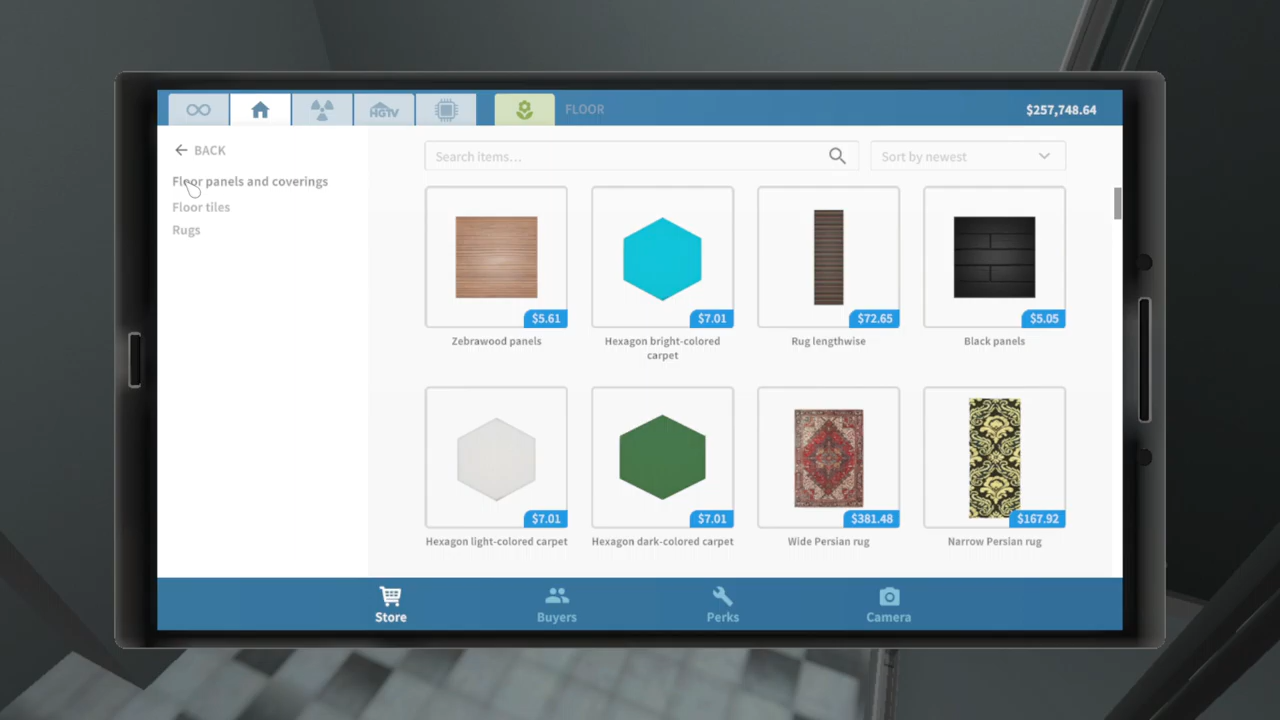 HGTV
FLOOR
$257,748.64
BACK
Search items...
Sort by newest
Floor panels and coverings
Floor tiles
Rugs
$5.61
$7.01
$72.65
$5.05
Zebrawood panels
Hexagon bright-colored
carpet
Rug lengthwise
Black panels
$7.01
$7.01
$381.48
$167.92
Hexagon light-colored carpet
Hexagon dark-colored carpet
Wide Persian rug
Narrow Persian rug
Store
Buyers
Perks
Camera